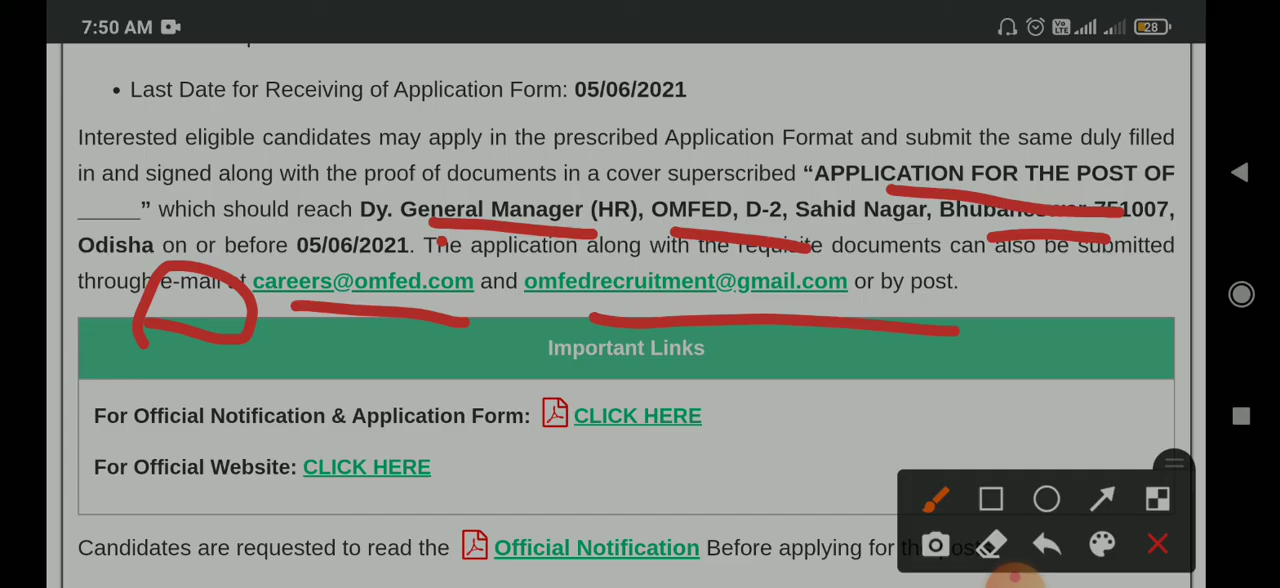 7:50 AM
Vo LTE
28
• Last Date for Receiving of Application Form: 05/06/2021
Interested eligible candidates may apply in the prescribed Application Format and submit the same duly filled
in and signed along with the proof of documents in a cover superscribed “APPLICATION FOR THE POST OF
_____” which should reach Dy. General Manager (HR), OMFED, D-2, Sahid Nagar, Bhubaneswar 751007,
Odisha on or before 05/06/2021. The application along with the requisite documents can also be submitted
through e-mail at careers@omfed.com and omfedrecruitment@gmail.com or by post.
Important Links
For Official Notification & Application Form: CLICK HERE
For Official Website: CLICK HERE
Candidates are requested to read the Official Notification Before applying for the post